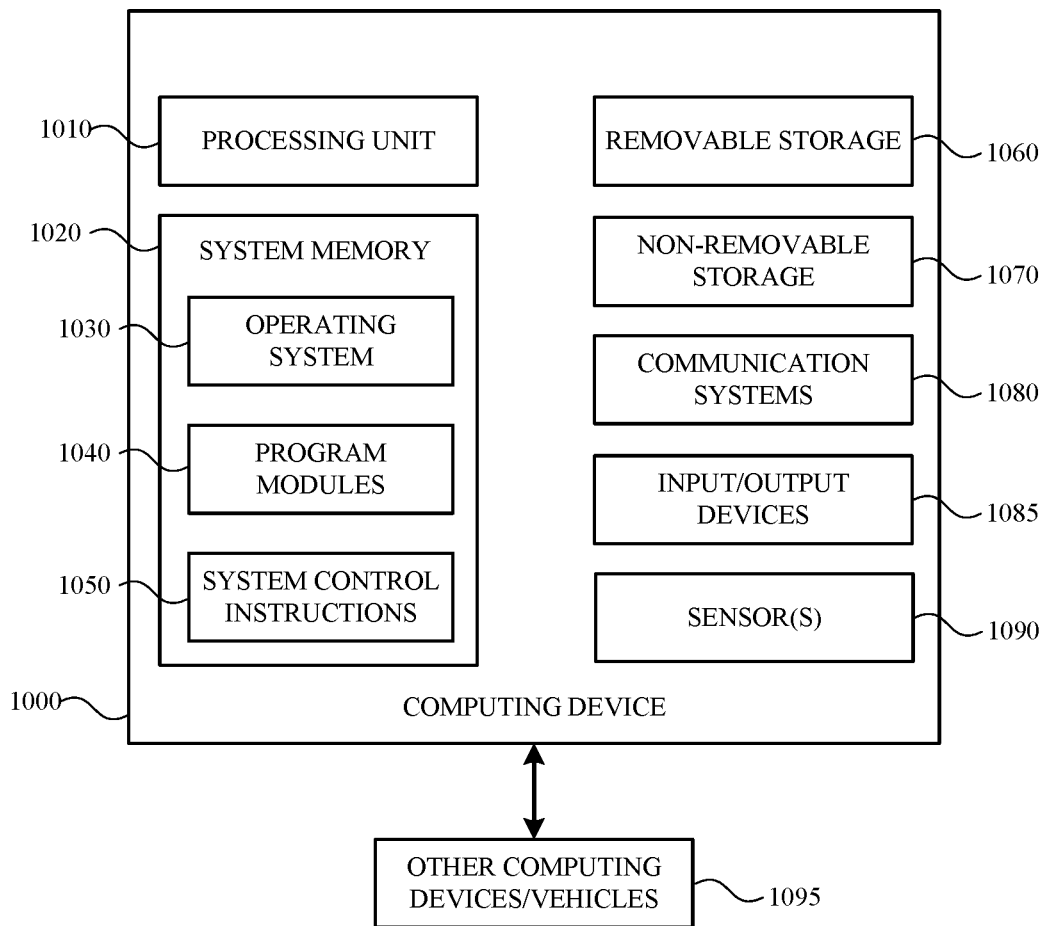 1010
PROCESSING UNIT
1020
SYSTEM MEMORY
1030
OPERATING
SYSTEM
1040
PROGRAM
MODULES
1050
SYSTEM CONTROL
INSTRUCTIONS
REMOVABLE STORAGE
1060
NON-REMOVABLE
STORAGE
1070
COMMUNICATION
SYSTEMS
1080
INPUT/OUTPUT
DEVICES
1085
SENSOR(S)
1090
1000
COMPUTING DEVICE
OTHER COMPUTING
DEVICES/VEHICLES
1095